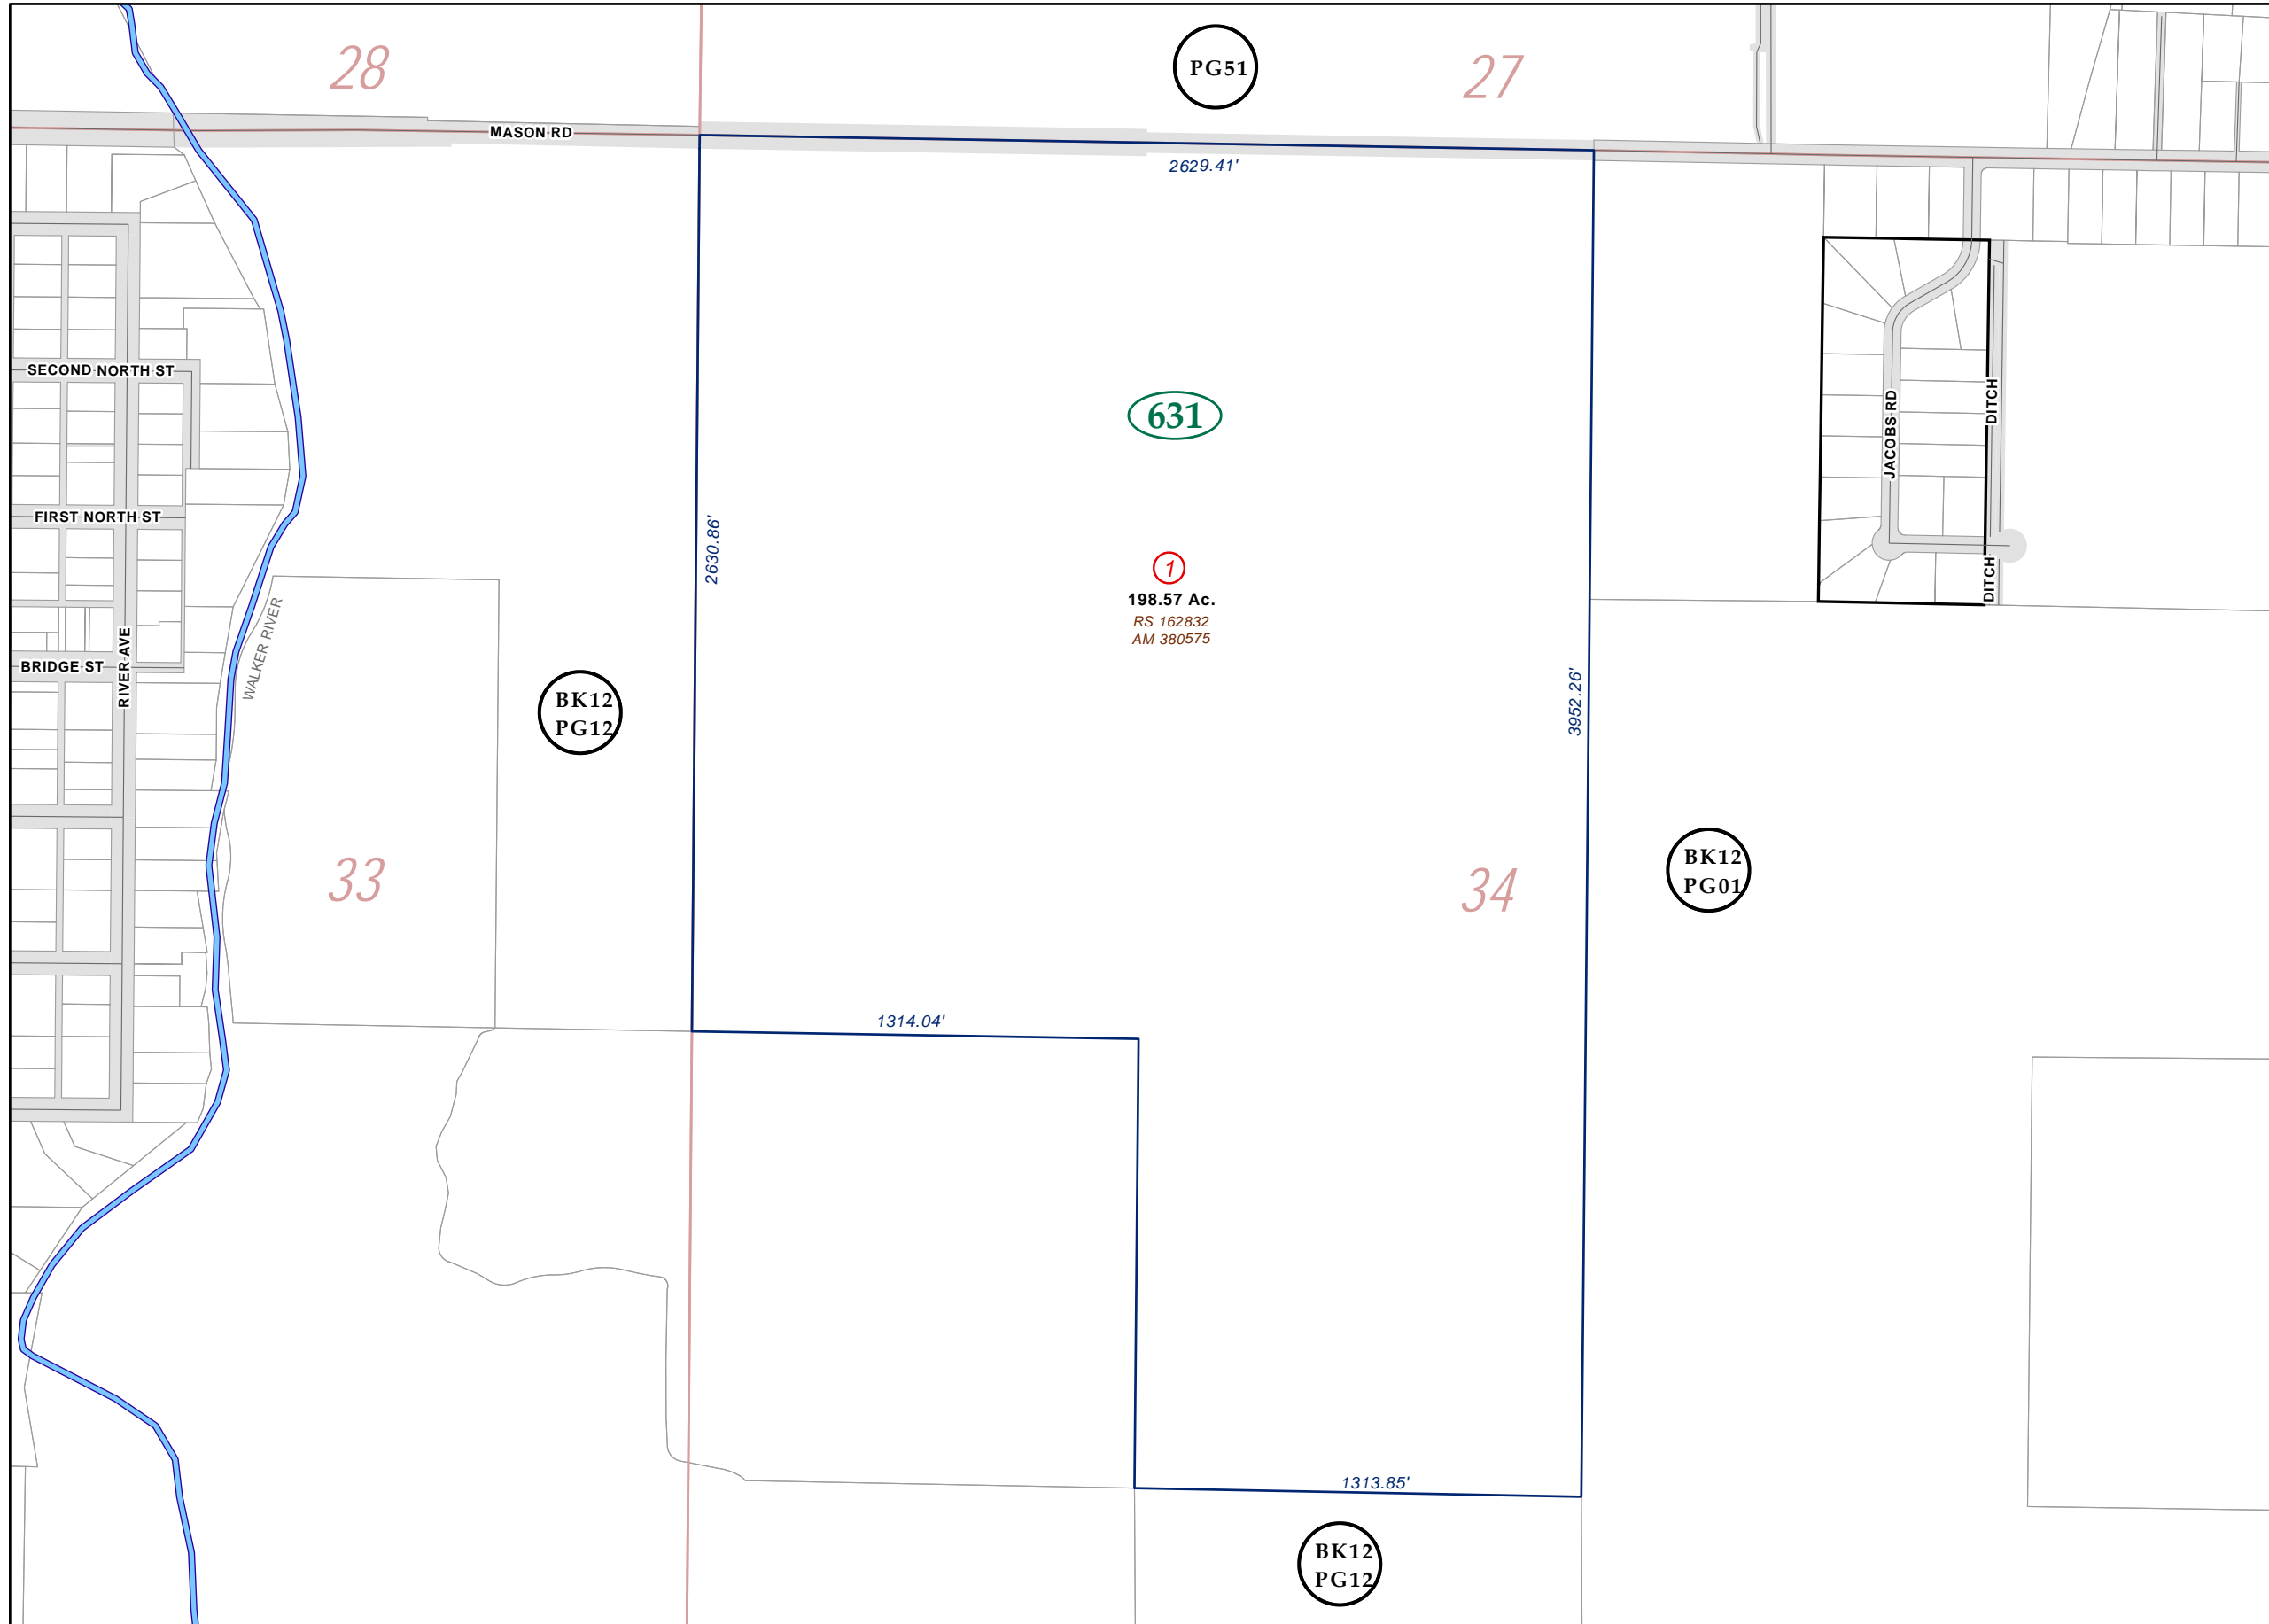 28
PG51
27
MASON RD
2629.41'
SECOND NORTH ST
631
JACOBS RD
DITCH
FIRST NORTH ST
2630.86'
1
198.57 Ac.
RS 162832
AM 380575
DITCH
WALKER RIVER
BRIDGE ST
RIVER AVE
BK12
PG12
3952.26'
33
34
BK12
PG01
1314.04'
1313.85'
BK12
PG12